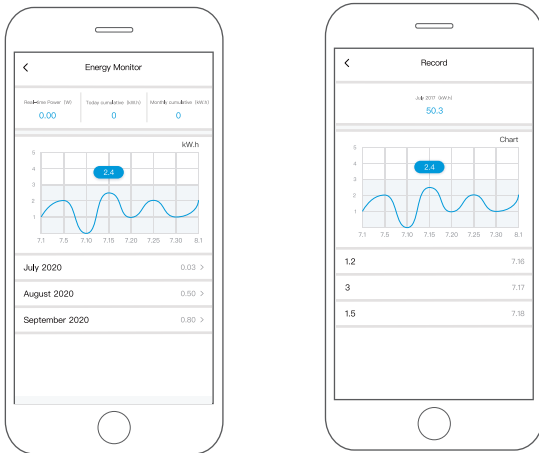 Energy Monitor
Real-time Power (W) Today cumulative (kW.h) Monthly cumulative (kW.h)
0.00 0 0
kW.h
5
4
3
2
1
2.4
7.1 7.5 7.10 7.15 7.20 7.25 7.30 8.1
July 2020 0.03 >
August 2020 0.50 >
September 2020 0.80 >
Record
July 2017 (kW.h)
50.3
Chart
5
4
3
2
1
2.4
7.1 7.5 7.10 7.15 7.20 7.25 7.30 8.1
1.2 7.16
3 7.17
1.5 7.18